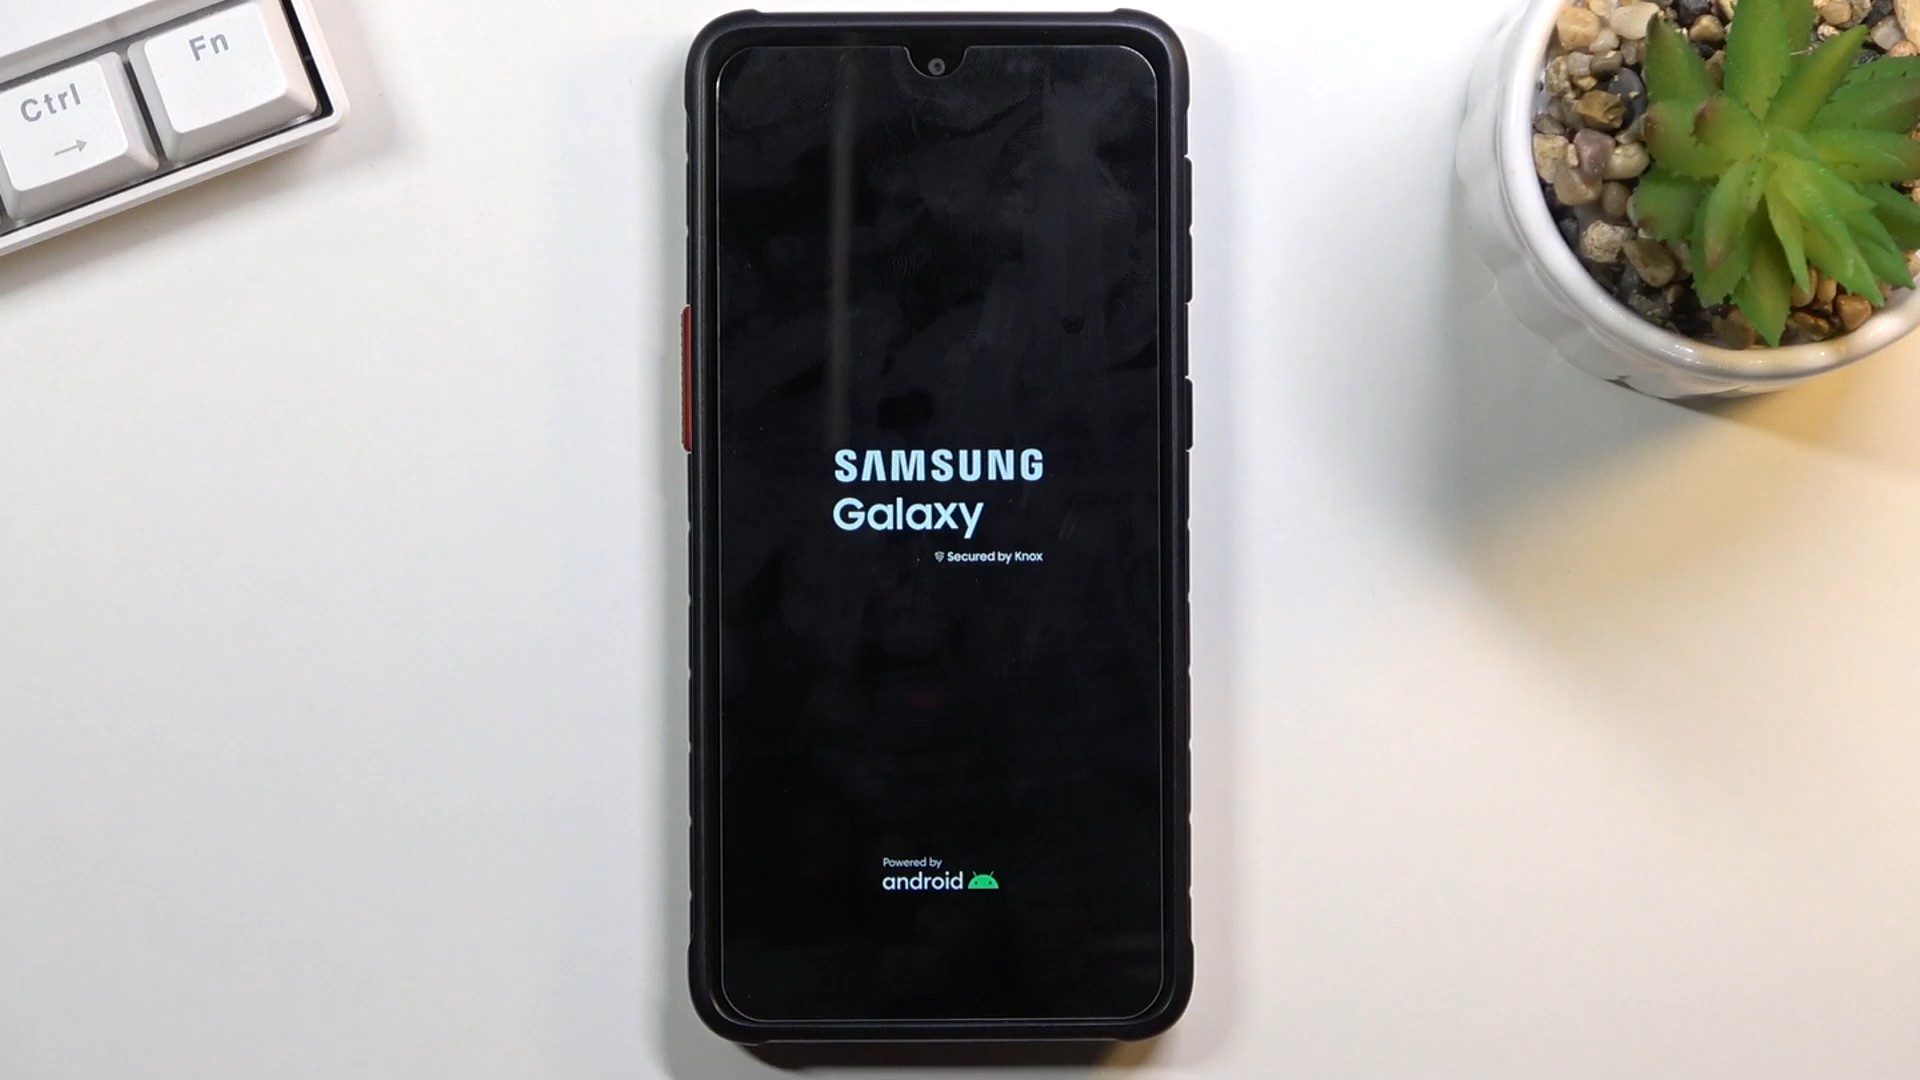 Fn
Ctrl
→
SAMSUNG
Galaxy
Secured by Knox
Powered by
android